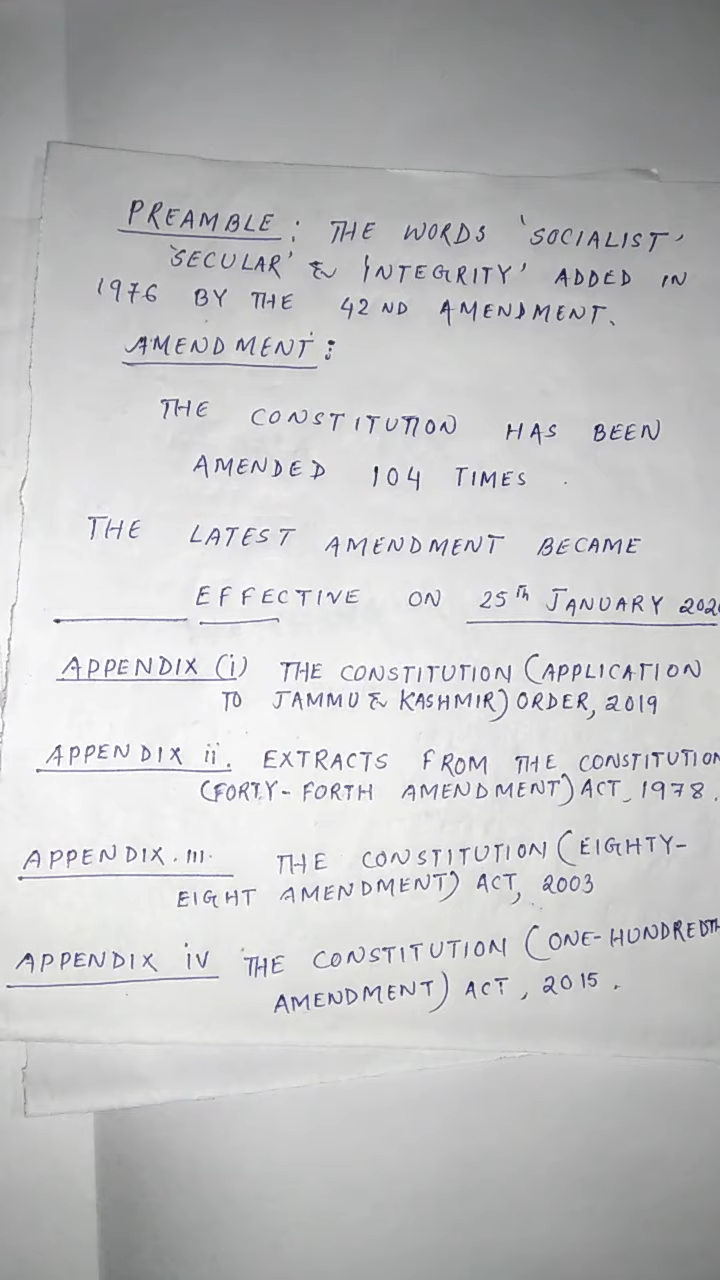 PREAMBLE: THE WORDS 'SOCIALIST'
'SECULAR' & 'INTEGRITY' ADDED IN
1976 BY THE 42ND AMENDMENT.
AMENDMENT:
THE CONSTITUTION HAS BEEN
AMENDED 104 TIMES.
THE LATEST AMENDMENT BECAME
EFFECTIVE ON 25th JANUARY 202
APPENDIX (i) THE CONSTITUTION (APPLICATION
TO JAMMU & KASHMIR) ORDER, 2019
APPENDIX ii. EXTRACTS FROM THE CONSTITUTION
(FORTY-FORTH AMENDMENT) ACT, 1978.
APPENDIX.III. THE CONSTITUTION (EIGHTY-
EIGHT AMENDMENT) ACT, 2003
APPENDIX iv THE CONSTITUTION (ONE-HUNDREDTH
AMENDMENT) ACT, 2015.